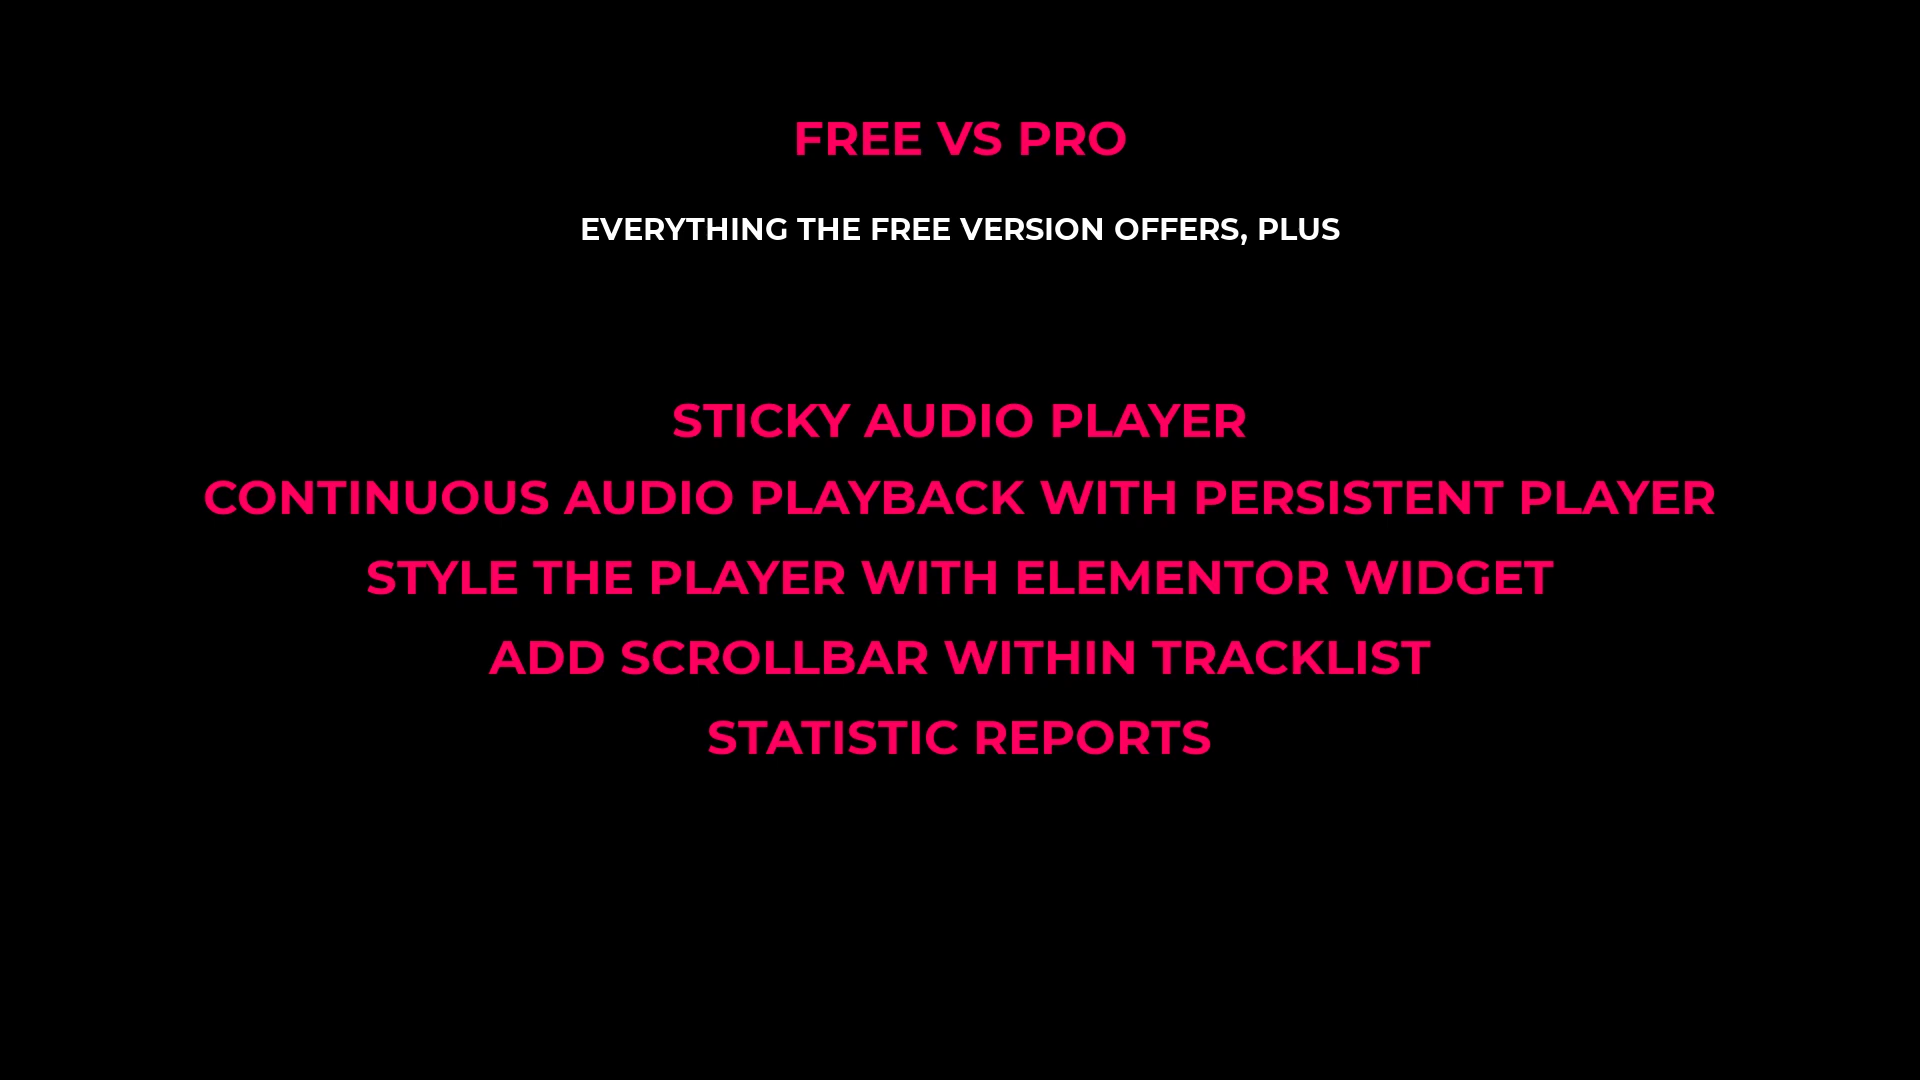 FREE VS PRO
EVERYTHING THE FREE VERSION OFFERS, PLUS
STICKY AUDIO PLAYER
CONTINUOUS AUDIO PLAYBACK WITH PERSISTENT PLAYER
STYLE THE PLAYER WITH ELEMENTOR WIDGET
ADD SCROLLBAR WITHIN TRACKLIST
STATISTIC REPORTS